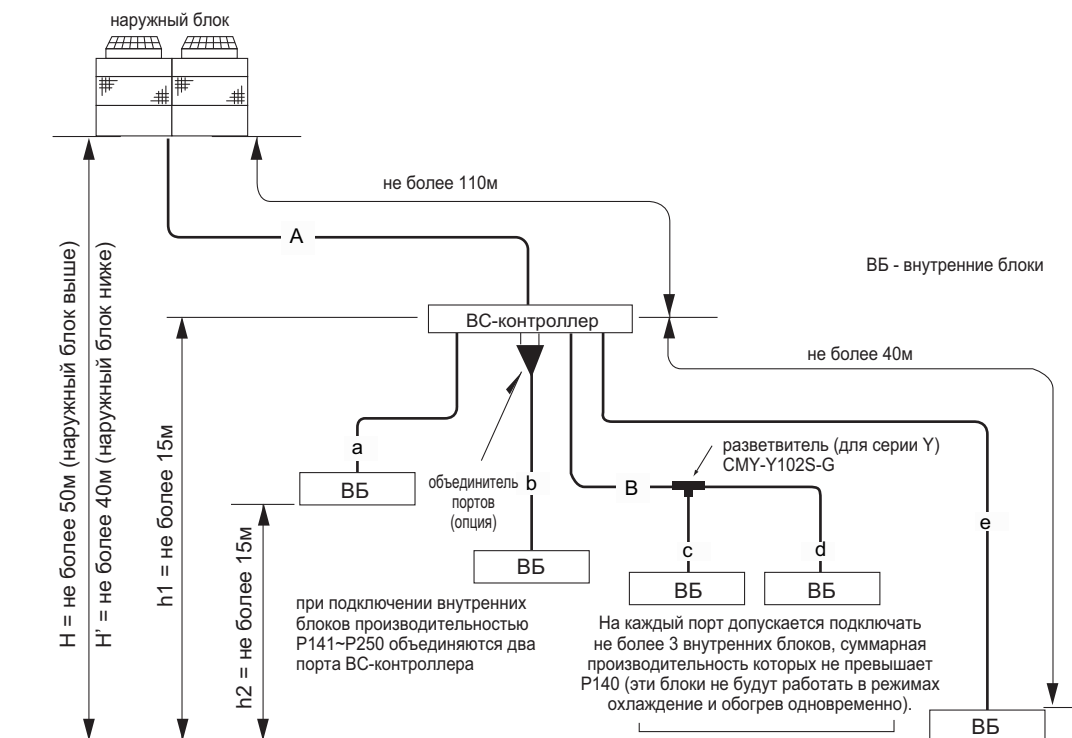 наружный блок
не более 110м
A
ВБ - внутренние блоки
BC-контроллер
не более 40м
H = не более 50м (наружный блок выше)
H' = не более 40м (наружный блок ниже)
h1 = не более 15м
h2 = не более 15м
a
ВБ
объединитель
портов
(опция)
b
ВБ
B
разветвитель (для серии Y)
CMY-Y102S-G
c
d
e
ВБ
ВБ
при подключении внутренних
блоков производительностью
P141~P250 объединяются два
порта ВС-контроллера
На каждый порт допускается подключать
не более 3 внутренних блоков, суммарная
производительность которых не превышает
P140 (эти блоки не будут работать в режимах
охлаждение и обогрев одновременно).
ВБ